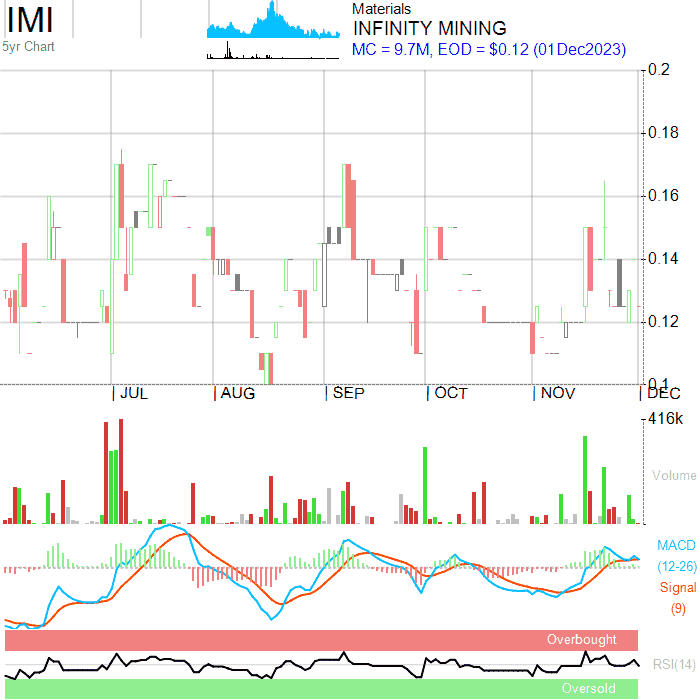 IMI
5yr Chart
Materials
INFINITY MINING
MC = 9.7M, EOD = $0.12 (01Dec2023)
0.2
0.18
0.16
0.14
0.12
0.1
JUL AUG SEP OCT NOV DEC
416k
Volume
MACD
(12-26)
Signal
(9)
Overbought
RSI(14)
Oversold